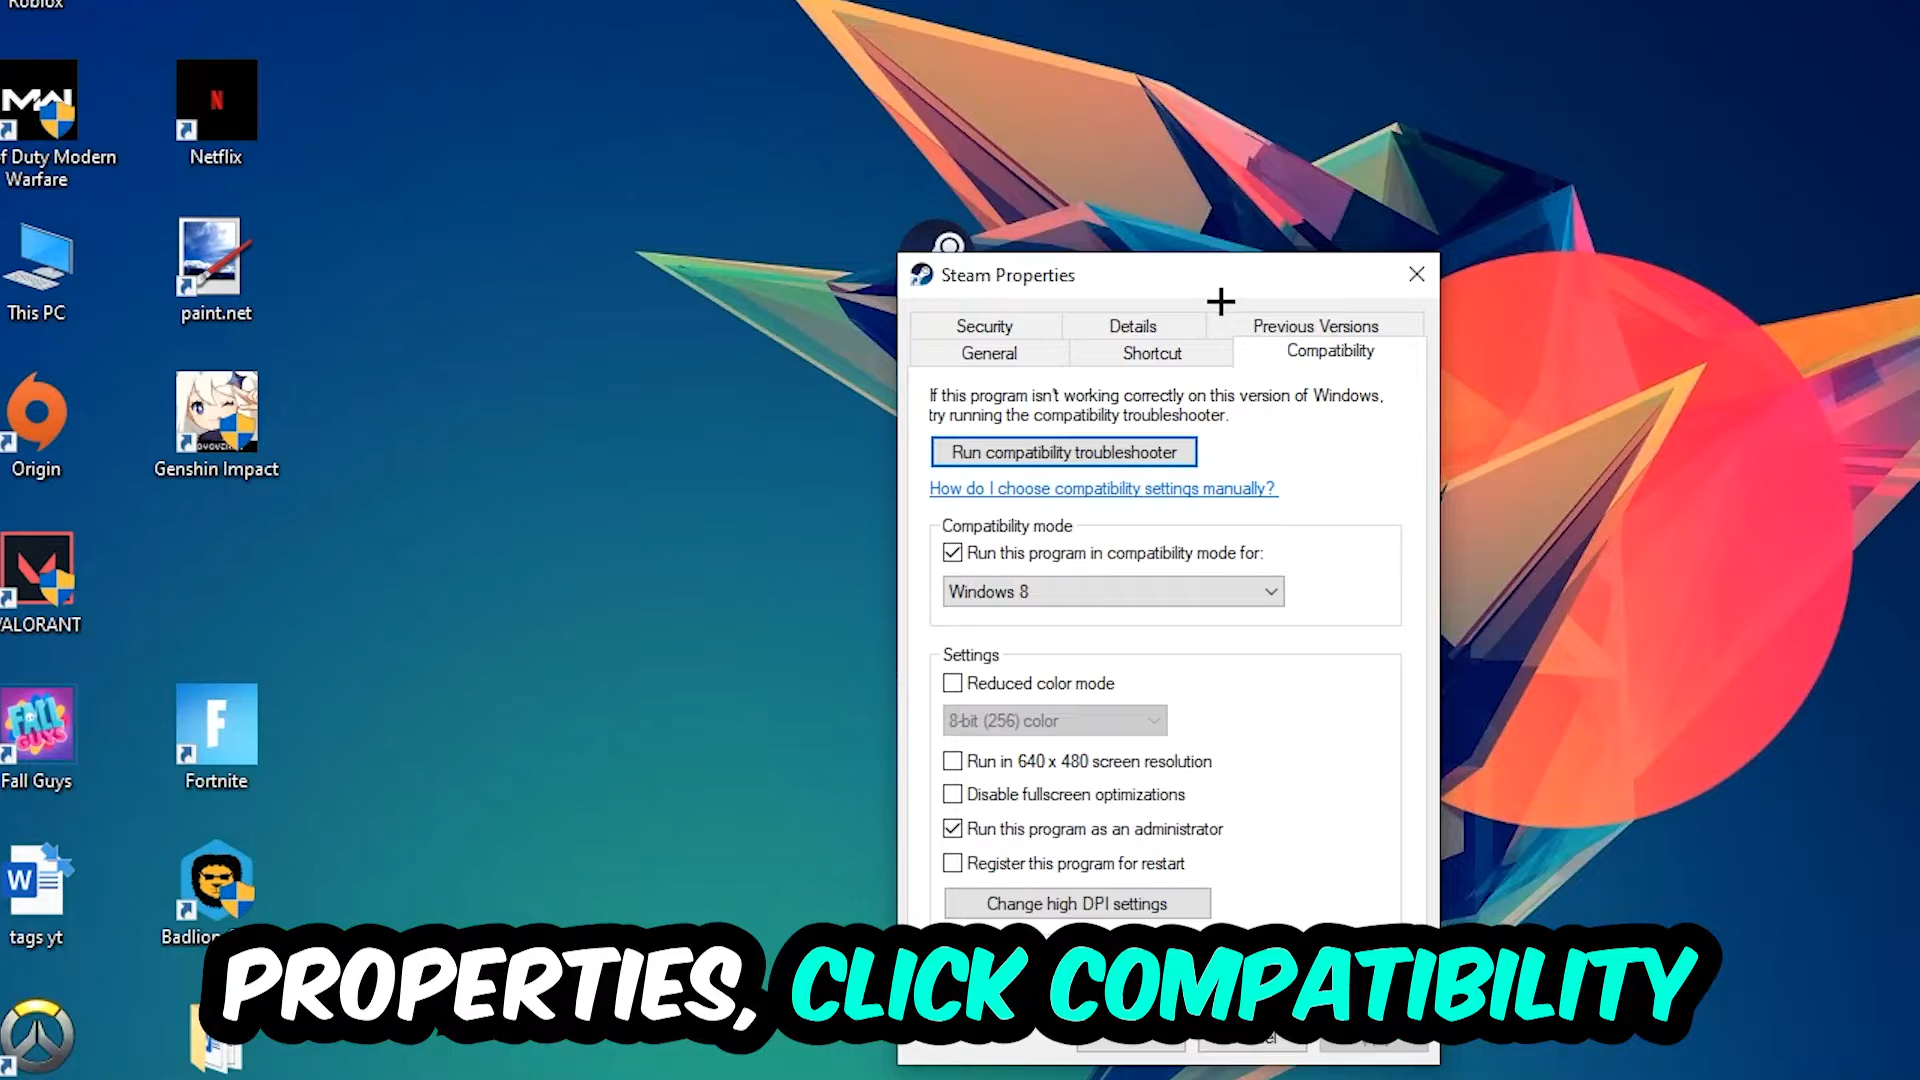 Roblox
MW
f Duty Modern
Warfare
N
Netflix
This PC
paint.net
Origin
Genshin Impact
VALORANT
FALL
GUYS
Fall Guys
F
Fortnite
W
tags yt
Badlion
Steam Properties
Security
Details
Previous Versions
General
Shortcut
Compatibility
If this program isn't working correctly on this version of Windows,
try running the compatibility troubleshooter.
Run compatibility troubleshooter
How do I choose compatibility settings manually?
Compatibility mode
Run this program in compatibility mode for:
Windows 8
Settings
Reduced color mode
8-bit (256) color
Run in 640 x 480 screen resolution
Disable fullscreen optimizations
Run this program as an administrator
Register this program for restart
Change high DPI settings
PROPERTIES, CLICK COMPATIBILITY